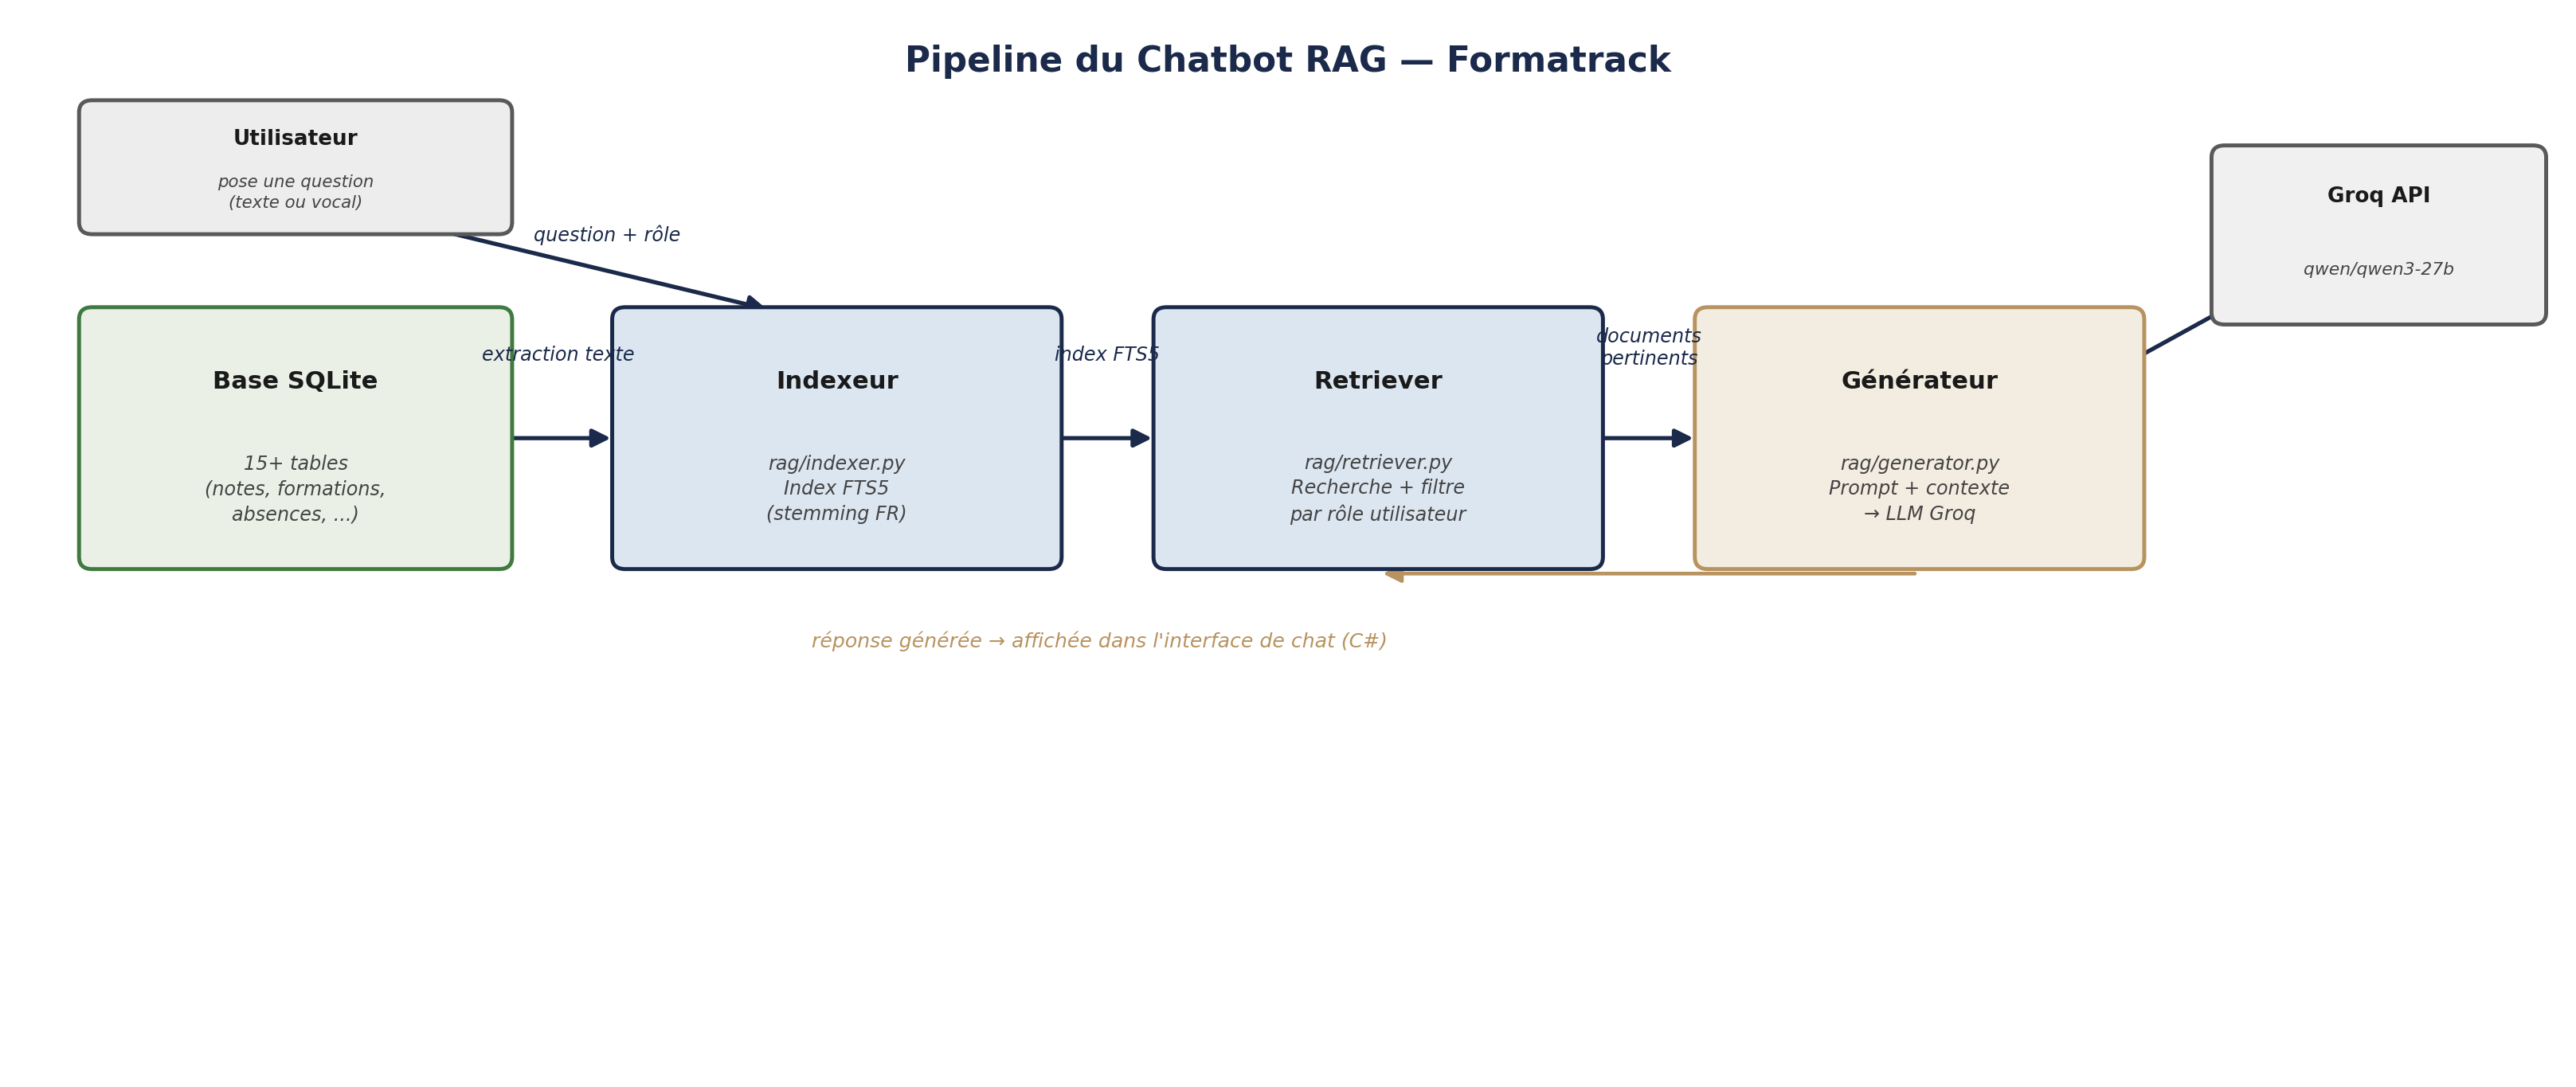 Pipeline du Chatbot RAG — Formatrack
Utilisateur
pose une question
(texte ou vocal)
question + rôle
Groq API
qwen/qwen3-27b
extraction texte
Base SQLite
15+ tables
(notes, formations,
absences, ...)
Indexeur
rag/indexer.py
Index FTS5
(stemming FR)
index FTS5
Retriever
rag/retriever.py
Recherche + filtre
par rôle utilisateur
documents
pertinents
Générateur
rag/generator.py
Prompt + contexte
→ LLM Groq
réponse générée → affichée dans l'interface de chat (C#)